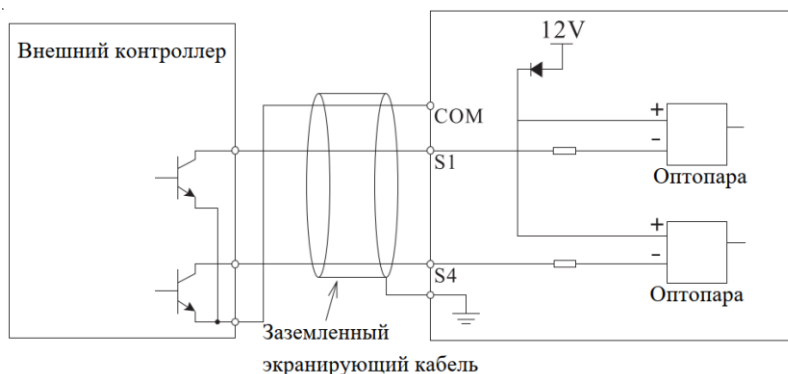 Внешний контроллер
12V
COM
+
-
S1
Оптопара
+
-
S4
Оптопара
Заземленный
экранирующий кабель